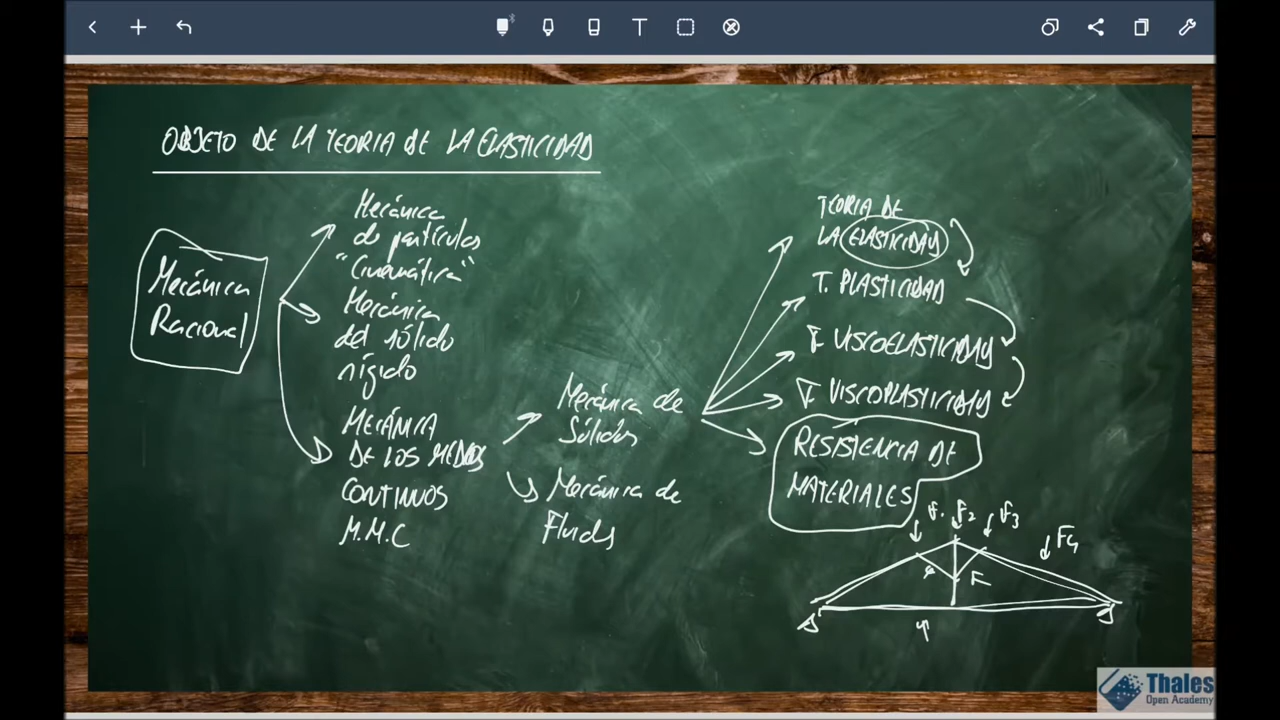 OBJETO DE LA TEORIA DE LA ELASTICIDAD
Mecánica
Racional
Mecánica
de partículas
"Cinemática"
Mecánica
del sólido
rígido
MECÁNICA
DE LOS MEDIOS
CONTINUOS
M.M.C
Mecánica de
Sólidos
Mecánica de
Fluids
TEORIA DE
LA ELASTICIDAD
T. PLASTICIDAD
T. VISCOELASTICIDAD
T. VISCOPLASTICIDAD
RESISTENCIA DE
MATERIALES
F1 F2 F3
F4
Thales
Open Academy